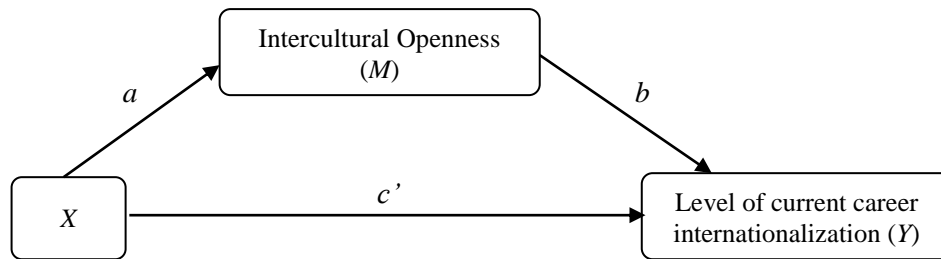 Intercultural Openness
(M)
a
b
X
c’
Level of current career
internationalization (Y)